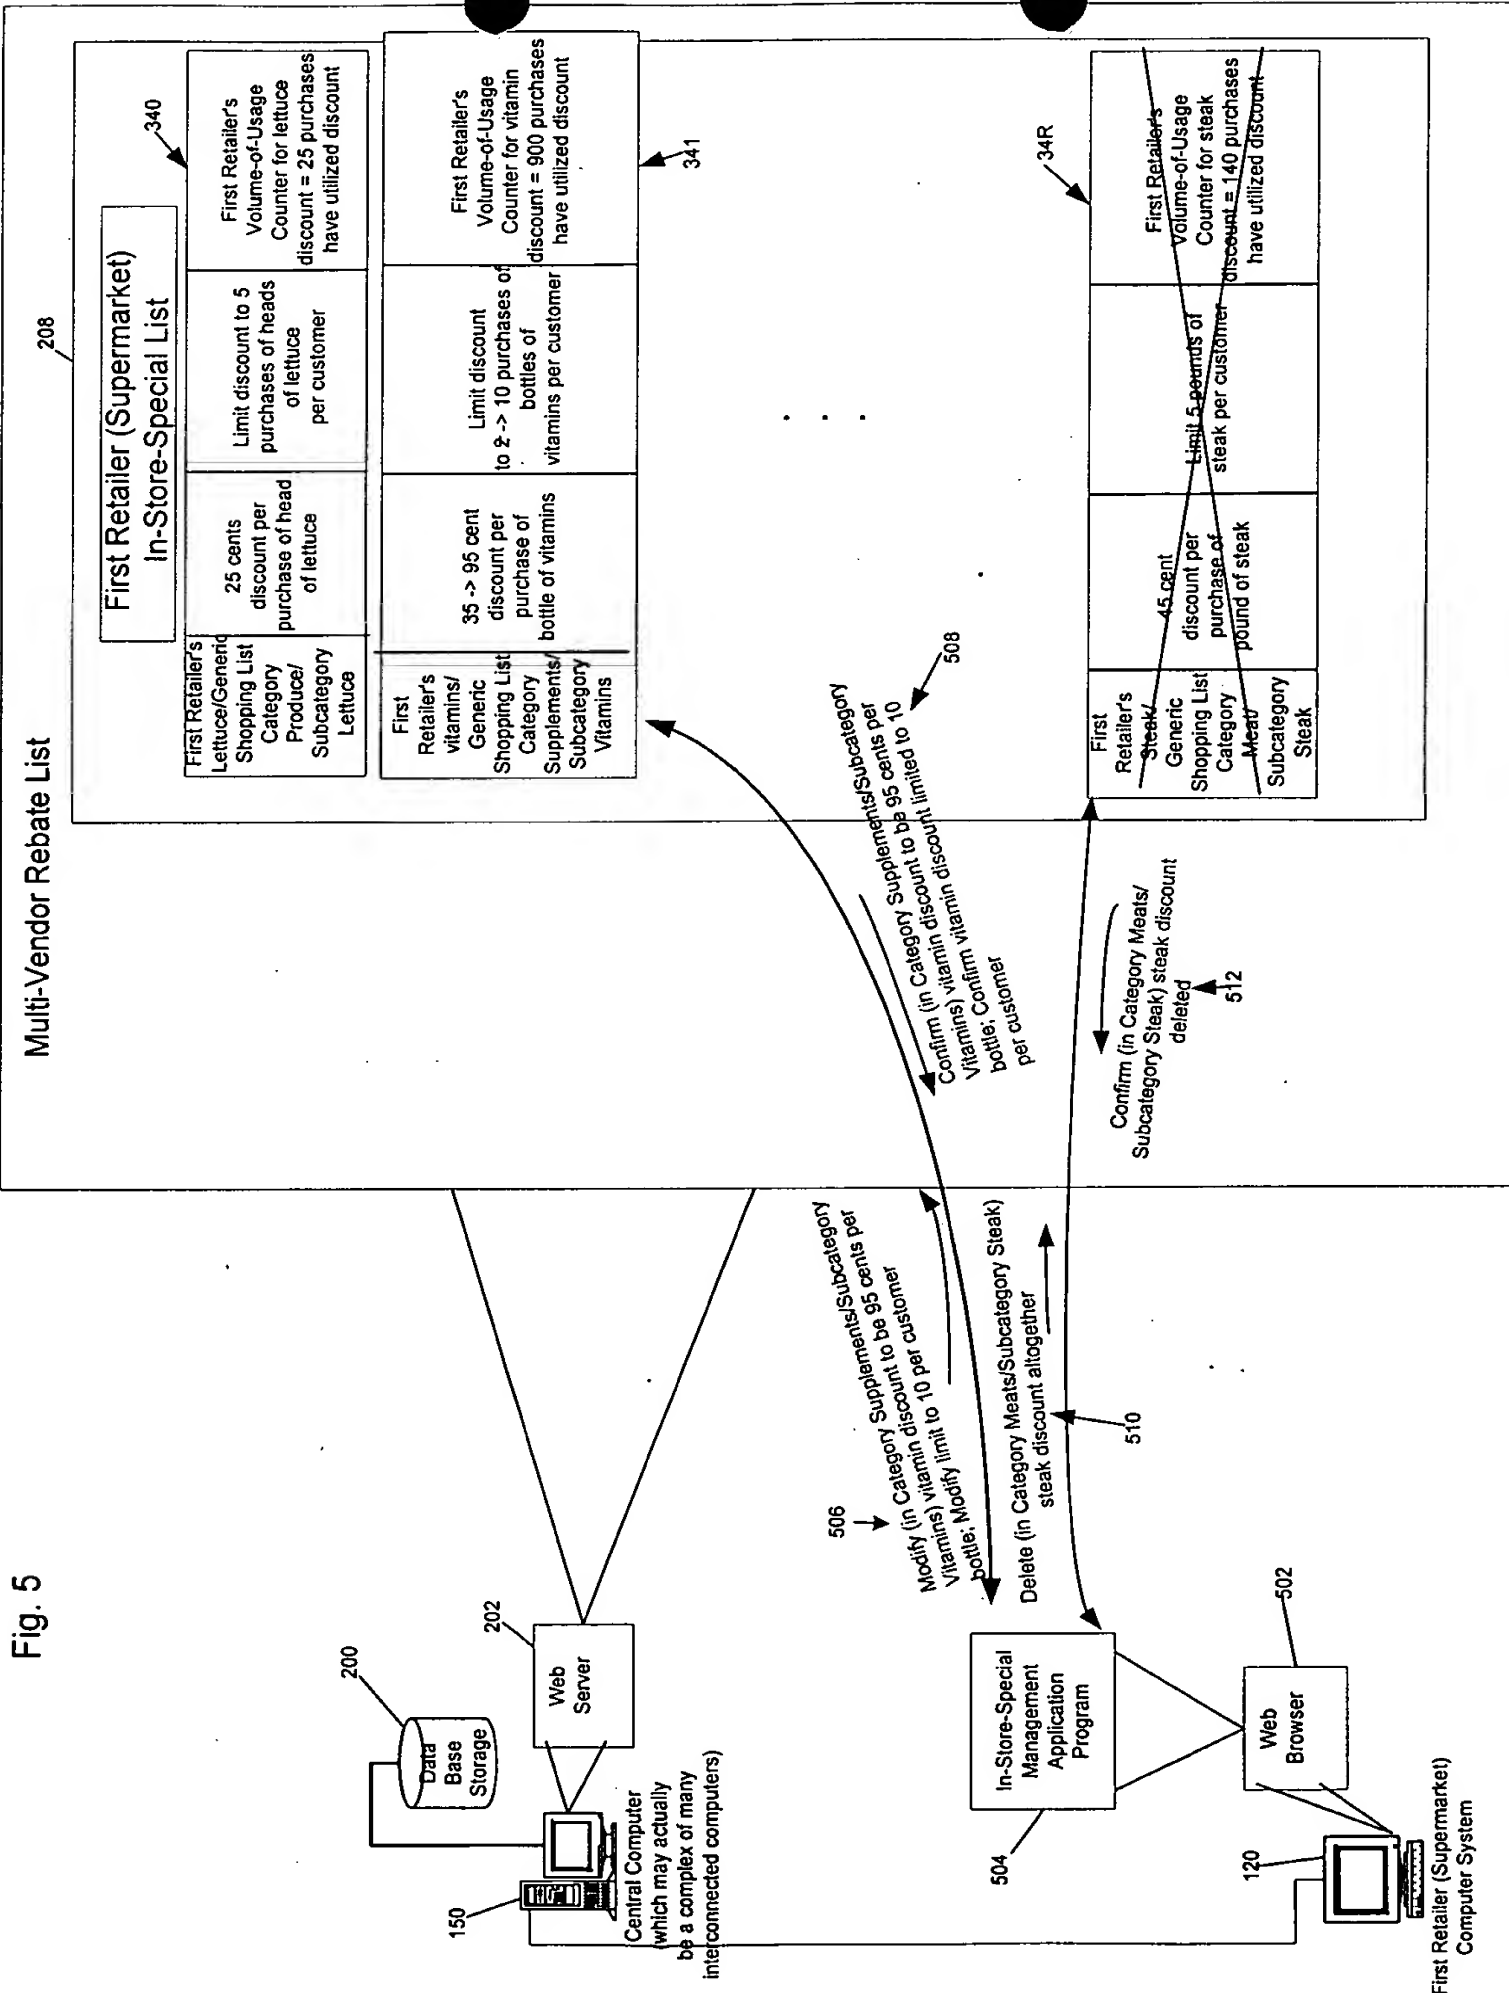 Fig. 5
Multi-Vendor Rebate List
208
First Retailer (Supermarket)
In-Store-Special List
340
First Retailer's
Lettuce/Generic
Shopping List
Category
Produce/
Subcategory
Lettuce
25 cents
discount per
purchase of head
of lettuce
Limit discount to 5
purchases of heads
of lettuce
per customer
First Retailer's
Volume-of-Usage
Counter for lettuce
discount = 25 purchases
have utilized discount
341
First
Retailer's
vitamins/
Generic
Shopping List
Category
Supplements/
Subcategory
Vitamins
35 -> 95 cent
discount per
purchase of
bottle of vitamins
Limit discount
to 2 -> 10 purchases of
bottles of
vitamins per customer
First Retailer's
Volume-of-Usage
Counter for vitamin
discount = 900 purchases
have utilized discount
. . .
34R
First
Retailer's
Steak/
Generic
Shopping List
Category
Meat/
Subcategory
Steak
45 cent
discount per
purchase of
pound of steak
Limit 5 pounds of
steak per customer
First Retailer's
Volume-of-Usage
Counter for steak
discount = 140 purchases
have utilized discount
200
Data
Base
Storage
202
Web
Server
150
Central Computer
(which may actually
be a complex of many
interconnected computers)
506
Modify (in Category Supplements/Subcategory
Vitamins) vitamin discount to be 95 cents per
bottle; Modify limit to 10 per customer
508
Confirm (in Category Supplements/Subcategory
Vitamins) vitamin discount to be 95 cents per
bottle; Confirm vitamin discount limited to 10
per customer
Delete (in Category Meats/Subcategory Steak)
steak discount altogether
510
Confirm (in Category Meats/
Subcategory Steak) steak discount
deleted
512
In-Store-Special
Management
Application
Program
504
Web
Browser
502
120
First Retailer (Supermarket)
Computer System